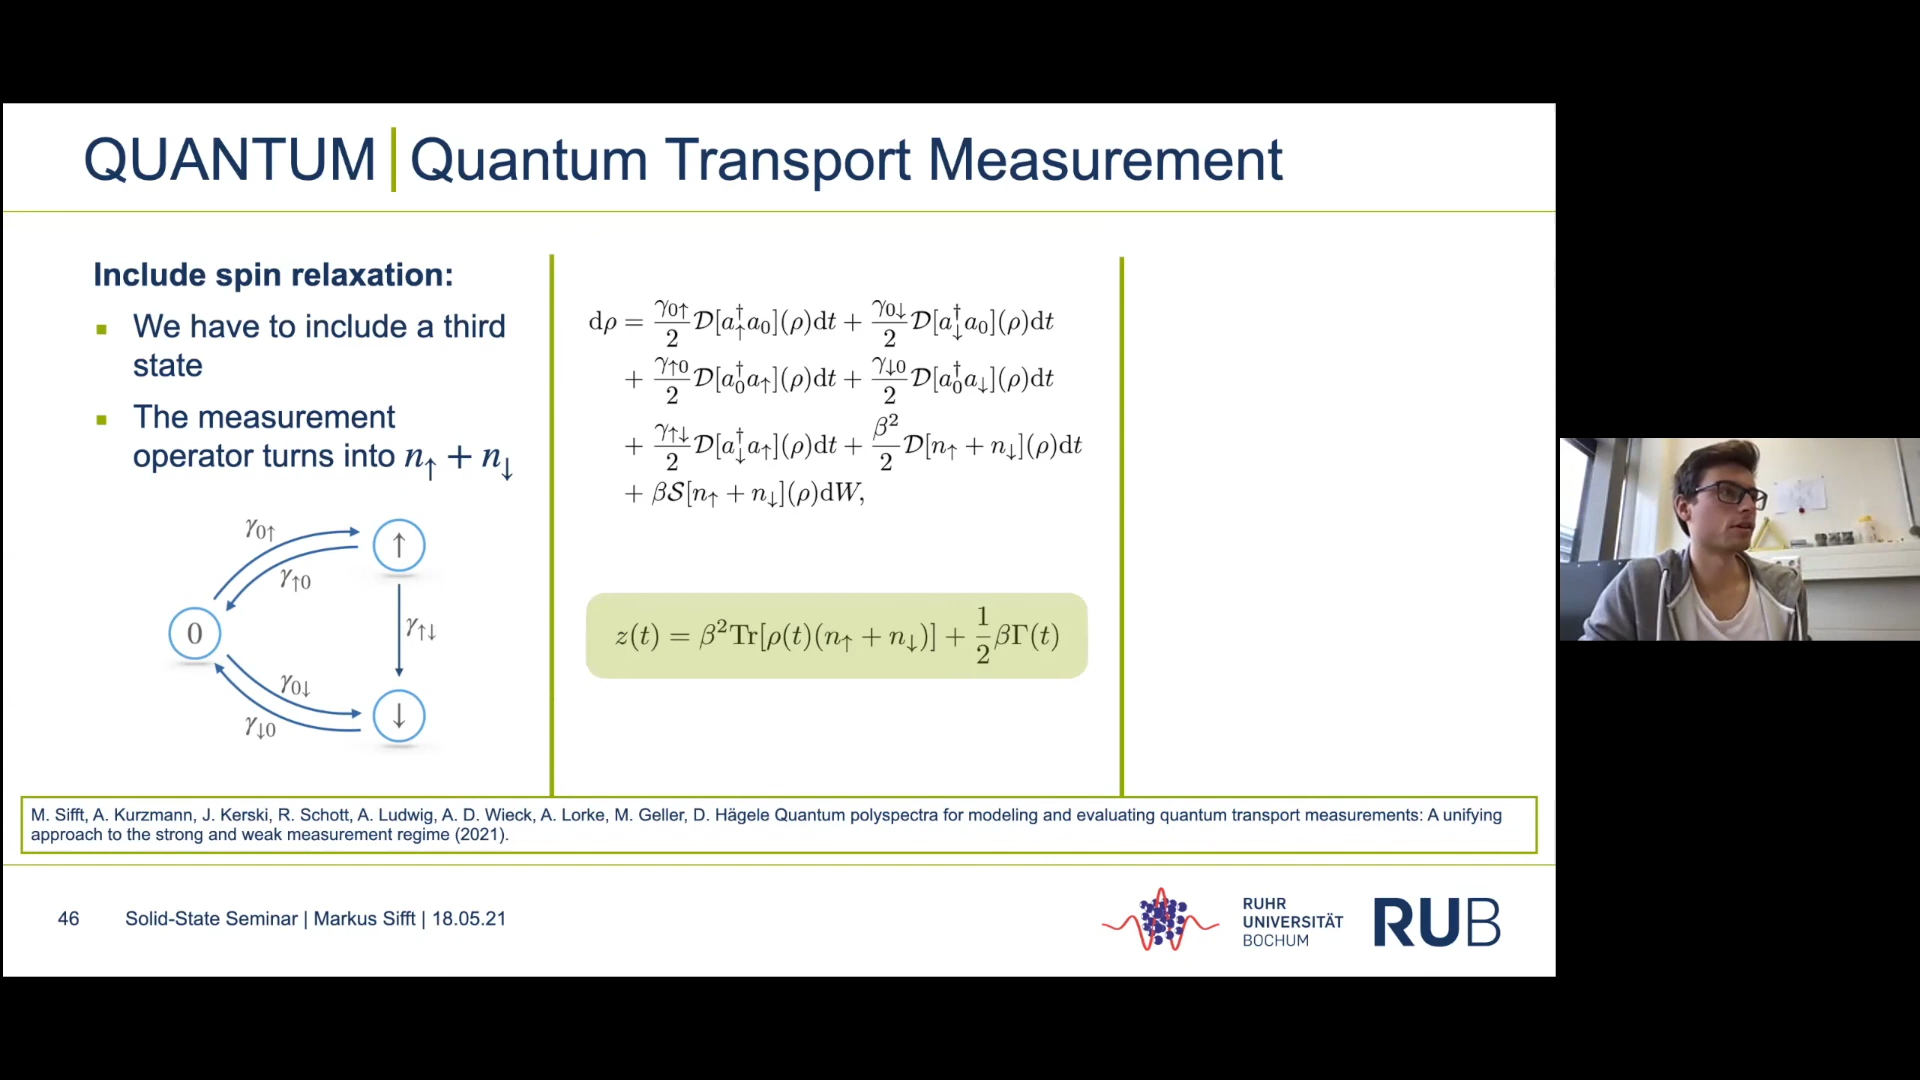 QUANTUM | Quantum Transport Measurement
Include spin relaxation:
▪ We have to include a third
state
▪ The measurement
operator turns into n↑ + n↓
γ0↑
↑
γ↑0
0
γ↑↓
γ0↓
↓
γ↓0
dρ = γ0↑/2 𝒟[a↑†a0](ρ)dt + γ0↓/2 𝒟[a↓†a0](ρ)dt
+ γ↑0/2 𝒟[a0†a↑](ρ)dt + γ↓0/2 𝒟[a0†a↓](ρ)dt
+ γ↑↓/2 𝒟[a↓†a↑](ρ)dt + β²/2 𝒟[n↑ + n↓](ρ)dt
+ β𝒮[n↑ + n↓](ρ)dW,
z(t) = β²Tr[ρ(t)(n↑ + n↓)] + 1/2 βΓ(t)
M. Sifft, A. Kurzmann, J. Kerski, R. Schott, A. Ludwig, A. D. Wieck, A. Lorke, M. Geller, D. Hägele Quantum polyspectra for modeling and evaluating quantum transport measurements: A unifying
approach to the strong and weak measurement regime (2021).
46 Solid-State Seminar | Markus Sifft | 18.05.21
RUHR
UNIVERSITÄT
BOCHUM
RUB